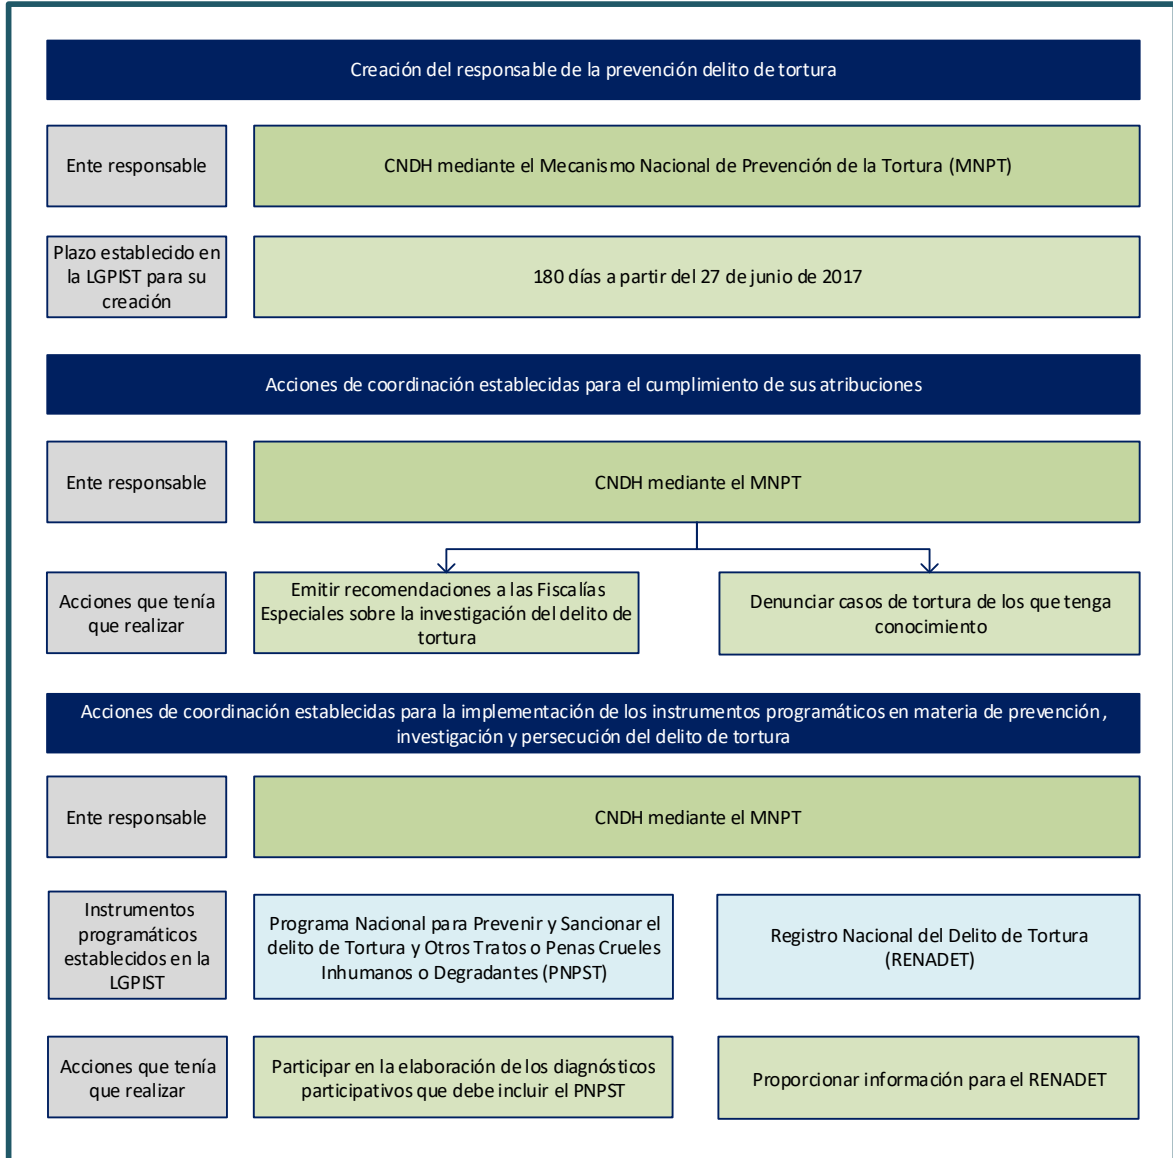 Creación del responsable de la prevención delito de tortura
Ente responsable
CNDH mediante el Mecanismo Nacional de Prevención de la Tortura (MNPT)
Plazo establecido en
la LGPIST para su
creación
180 días a partir del 27 de junio de 2017
Acciones de coordinación establecidas para el cumplimiento de sus atribuciones
Ente responsable
CNDH mediante el MNPT
Acciones que tenía
que realizar
Emitir recomendaciones a las Fiscalías
Especiales sobre la investigación del delito de
tortura
Denunciar casos de tortura de los que tenga
conocimiento
Acciones de coordinación establecidas para la implementación de los instrumentos programáticos en materia de prevención,
investigación y persecución del delito de tortura
Ente responsable
CNDH mediante el MNPT
Instrumentos
programáticos
establecidos en la
LGPIST
Programa Nacional para Prevenir y Sancionar el
delito de Tortura y Otros Tratos o Penas Crueles
Inhumanos o Degradantes (PNPST)
Registro Nacional del Delito de Tortura
(RENADET)
Acciones que tenía
que realizar
Participar en la elaboración de los diagnósticos
participativos que debe incluir el PNPST
Proporcionar información para el RENADET